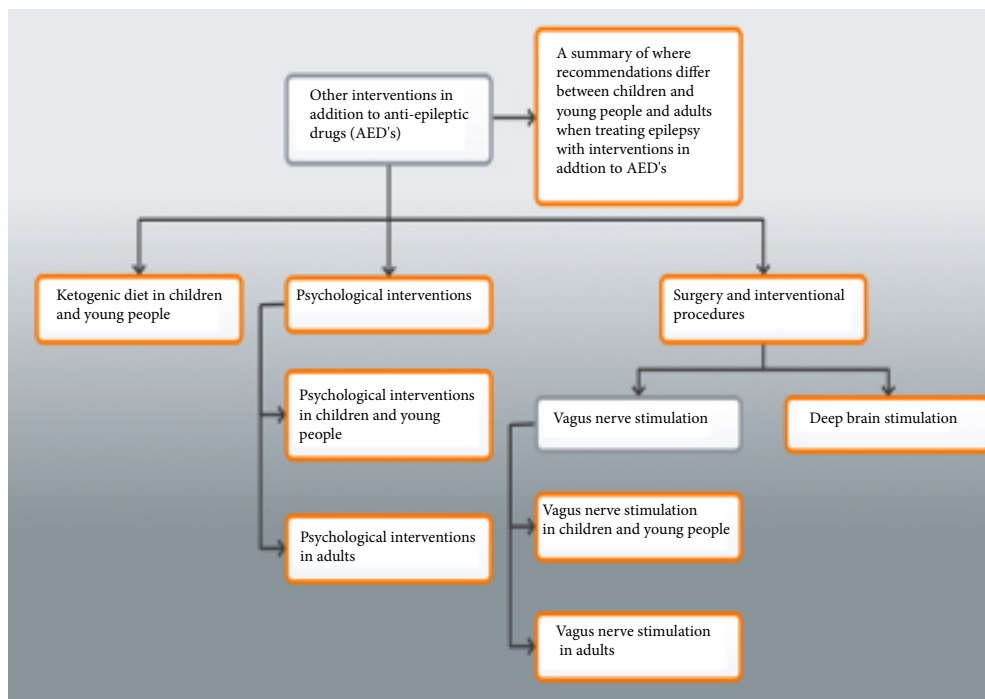 Other interventions in
addition to anti-epileptic
drugs (AED's)
A summary of where
recommendations differ
between children and
young people and adults
when treating epilepsy
with interventions in
addtion to AED's
Ketogenic diet in children
and young people
Psychological interventions
Surgery and interventional
procedures
Psychological interventions
in children and young
people
Psychological interventions
in adults
Vagus nerve stimulation
Deep brain stimulation
Vagus nerve stimulation
in children and young people
Vagus nerve stimulation
in adults